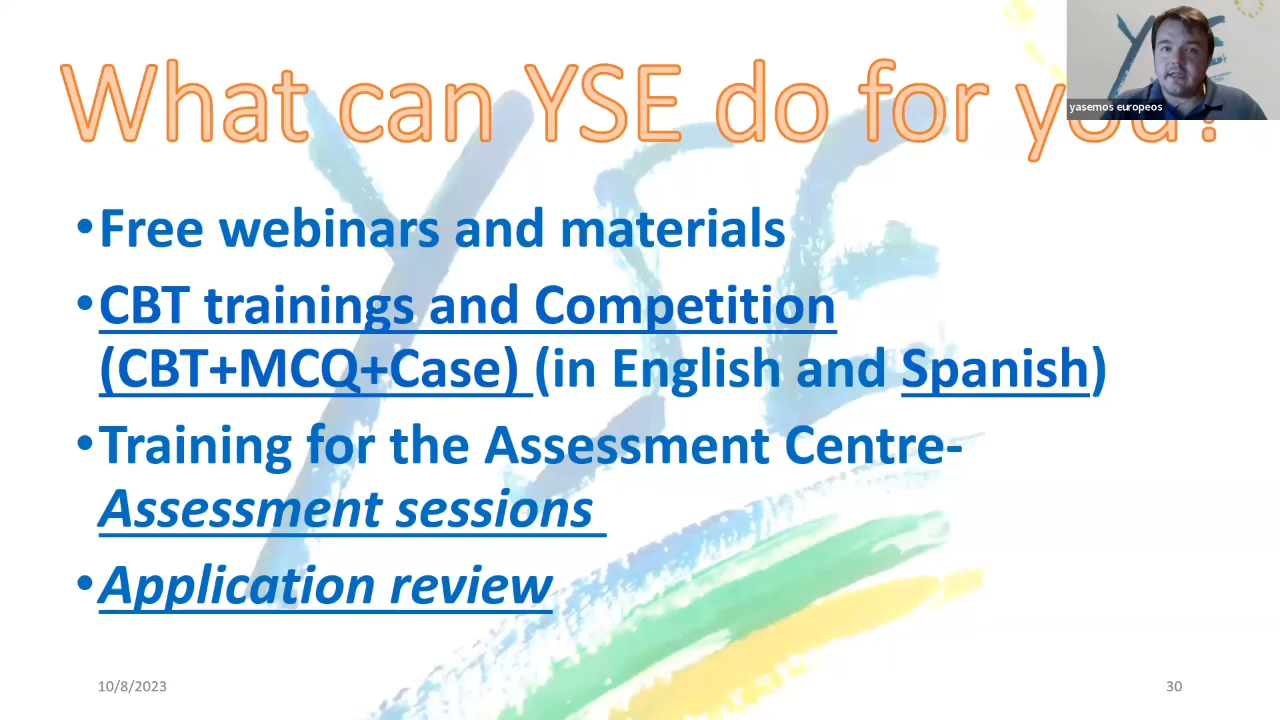 What can YSE do for you?
yasemos europeos
•Free webinars and materials
•CBT trainings and Competition
(CBT+MCQ+Case) (in English and Spanish)
•Training for the Assessment Centre-
Assessment sessions
•Application review
10/8/2023
30
YSE